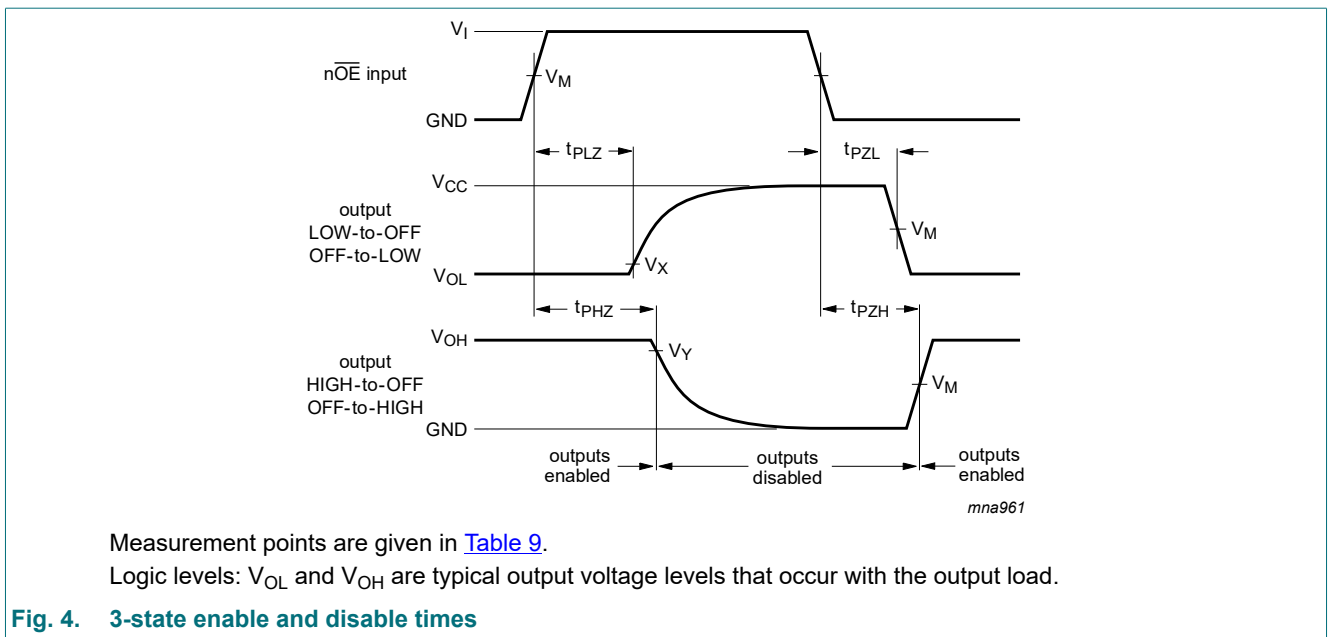 V_I
nOE input
V_M
GND
t_PLZ
t_PZL
V_CC
output
LOW-to-OFF
OFF-to-LOW
V_M
V_X
V_OL
t_PHZ
t_PZH
V_OH
V_Y
output
HIGH-to-OFF
OFF-to-HIGH
V_M
GND
outputs
enabled
outputs
disabled
outputs
enabled
mna961
Measurement points are given in Table 9.
Logic levels: V_OL and V_OH are typical output voltage levels that occur with the output load.
Fig. 4. 3-state enable and disable times